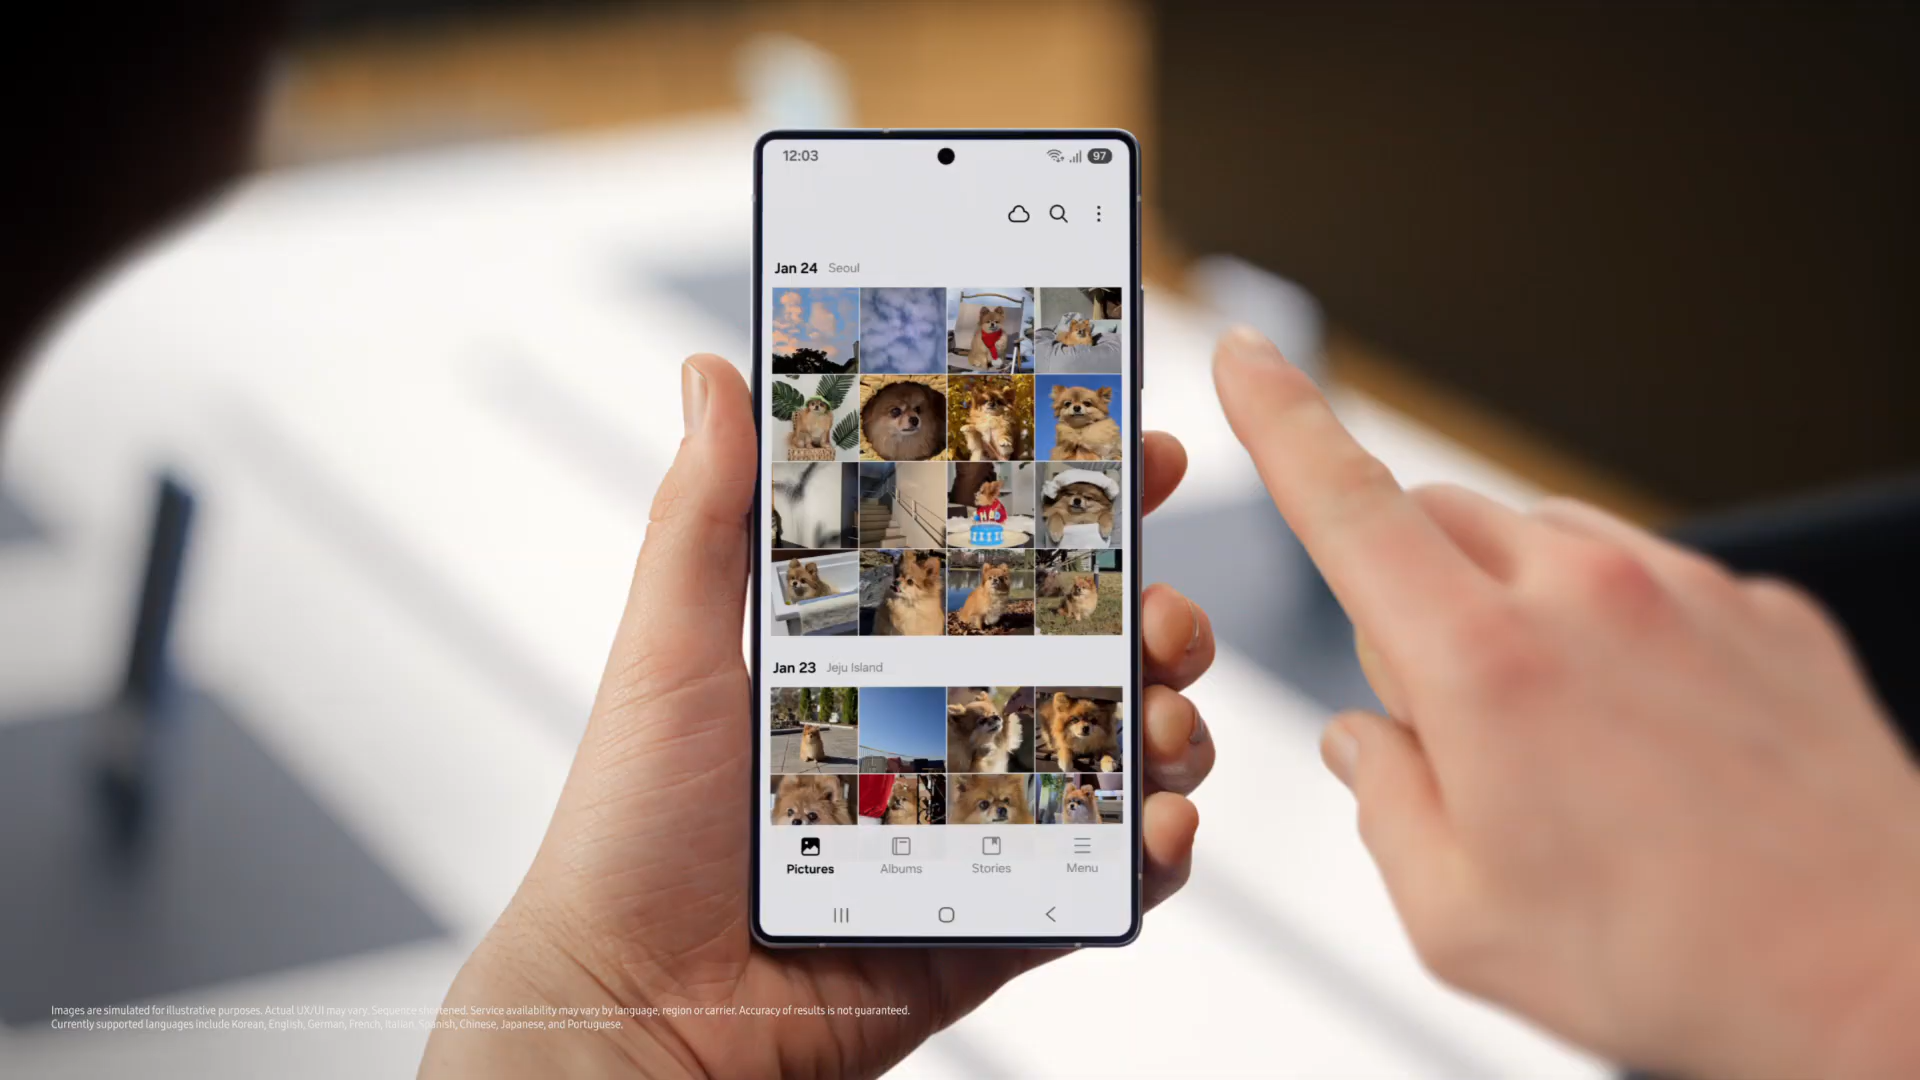 12:03
97
Jan 24 Seoul
Jan 23 Jeju Island
Pictures Albums Stories Menu
Images are simulated for illustrative purposes. Actual UX/UI may vary. Sequence shortened. Service availability may vary by language, region or carrier. Accuracy of results is not guaranteed.
Currently supported languages include Korean, English, German, French, Italian, Spanish, Chinese, Japanese, and Portuguese.